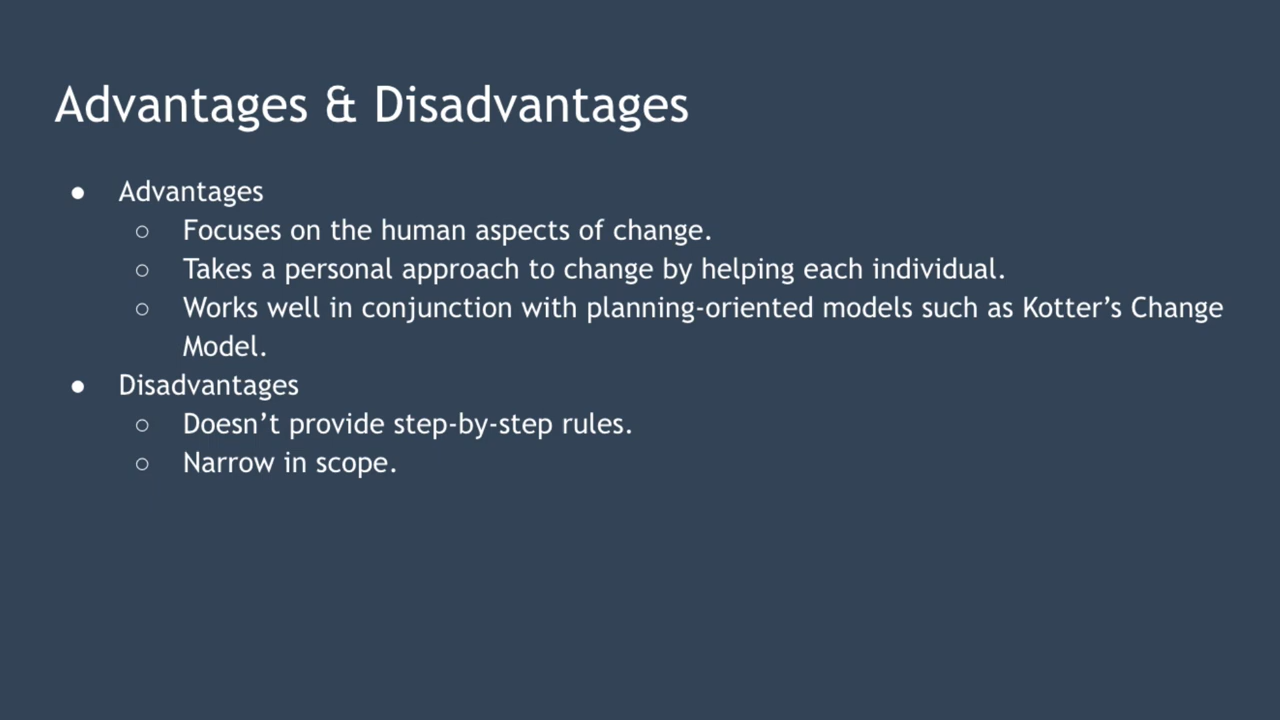 Advantages & Disadvantages
● Advantages
○ Focuses on the human aspects of change.
○ Takes a personal approach to change by helping each individual.
○ Works well in conjunction with planning-oriented models such as Kotter’s Change
Model.
● Disadvantages
○ Doesn’t provide step-by-step rules.
○ Narrow in scope.